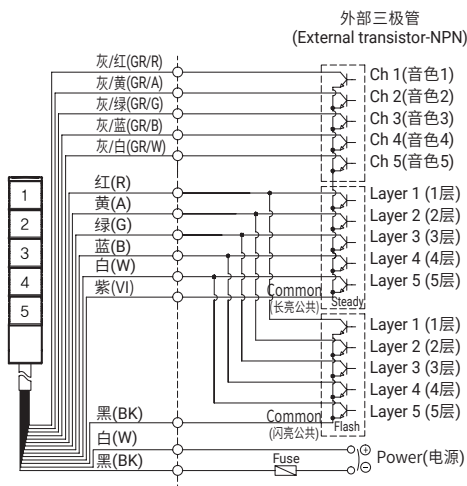 外部三极管
(External transistor-NPN)
灰/红(GR/R)
灰/黄(GR/A)
灰/绿(GR/G)
灰/蓝(GR/B)
灰/白(GR/W)
Ch 1(音色1)
Ch 2(音色2)
Ch 3(音色3)
Ch 4(音色4)
Ch 5(音色5)
红(R)
黄(A)
绿(G)
蓝(B)
白(W)
紫(VI)
Layer 1 (1层)
Layer 2 (2层)
Layer 3 (3层)
Layer 4 (4层)
Layer 5 (5层)
Common
(长亮公共)
Steady
1
2
3
4
5
Layer 1 (1层)
Layer 2 (2层)
Layer 3 (3层)
Layer 4 (4层)
Layer 5 (5层)
黑(BK)
Common
(闪亮公共)
Flash
白(W)
黑(BK)
Fuse
Power(电源)